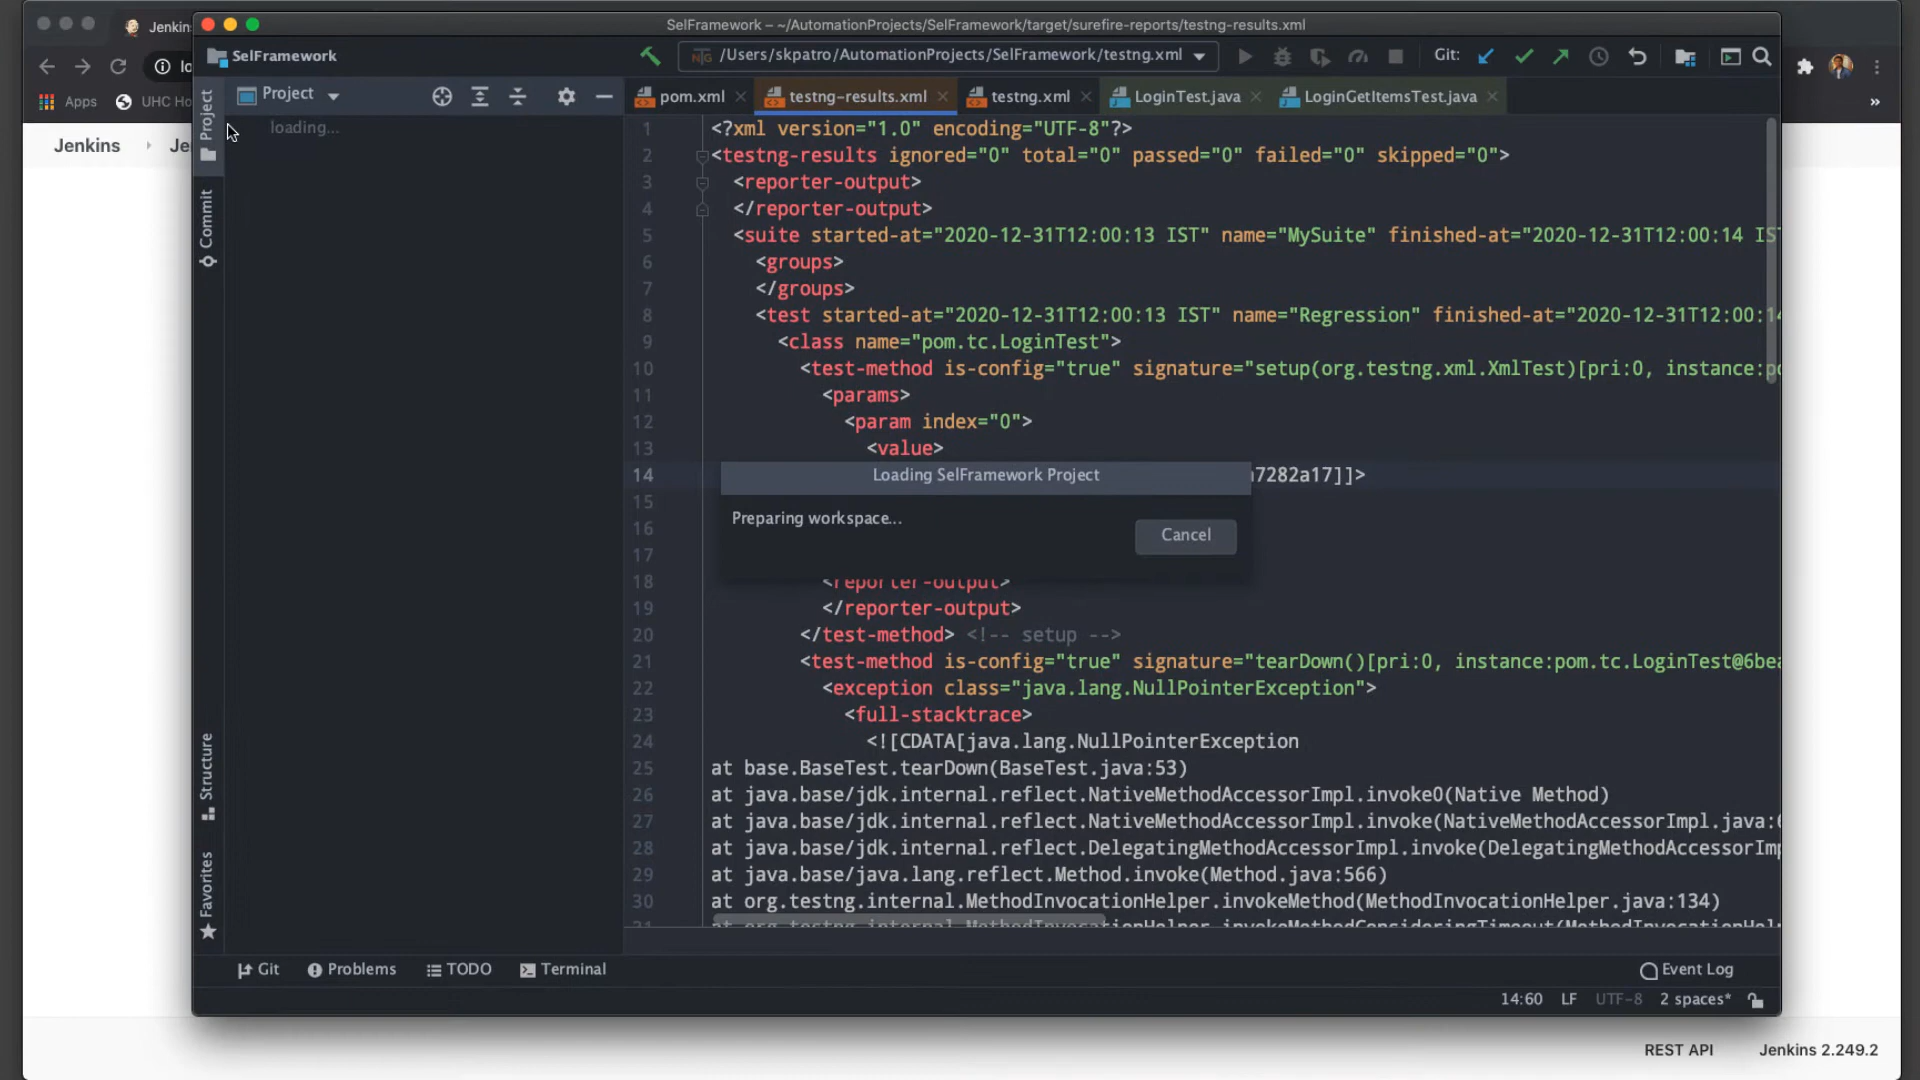 SelFramework – ~/AutomationProjects/SelFramework/target/surefire-reports/testng-results.xml
Jenkins
SelFramework
/Users/skpatro/AutomationProjects/SelFramework/testng.xml
Git:
Apps
UHC Ho
»
Project
pom.xml
testng-results.xml
testng.xml
LoginTest.java
LoginGetItemsTest.java
Project
Commit
Structure
Favorites
loading...
Jenkins
Je
1 <?xml version="1.0" encoding="UTF-8"?>
2 <testng-results ignored="0" total="0" passed="0" failed="0" skipped="0">
3 <reporter-output>
4 </reporter-output>
5 <suite started-at="2020-12-31T12:00:13 IST" name="MySuite" finished-at="2020-12-31T12:00:14 IS
6 <groups>
7 </groups>
8 <test started-at="2020-12-31T12:00:13 IST" name="Regression" finished-at="2020-12-31T12:00:14
9 <class name="pom.tc.LoginTest">
10 <test-method is-config="true" signature="setup(org.testng.xml.XmlTest)[pri:0, instance:po
11 <params>
12 <param index="0">
13 <value>
14 7282a17]]>
Loading SelFramework Project
15
Preparing workspace...
Cancel
16
17
18 <reporter-output>
19 </reporter-output>
20 </test-method> <!-- setup -->
21 <test-method is-config="true" signature="tearDown()[pri:0, instance:pom.tc.LoginTest@6bea
22 <exception class="java.lang.NullPointerException">
23 <full-stacktrace>
24 <![CDATA[java.lang.NullPointerException
25 at base.BaseTest.tearDown(BaseTest.java:53)
26 at java.base/jdk.internal.reflect.NativeMethodAccessorImpl.invoke0(Native Method)
27 at java.base/jdk.internal.reflect.NativeMethodAccessorImpl.invoke(NativeMethodAccessorImpl.java:6
28 at java.base/jdk.internal.reflect.DelegatingMethodAccessorImpl.invoke(DelegatingMethodAccessorImp
29 at java.base/java.lang.reflect.Method.invoke(Method.java:566)
30 at org.testng.internal.MethodInvocationHelper.invokeMethod(MethodInvocationHelper.java:134)
Git
Problems
TODO
Terminal
Event Log
14:60 LF UTF-8 2 spaces*
REST API
Jenkins 2.249.2